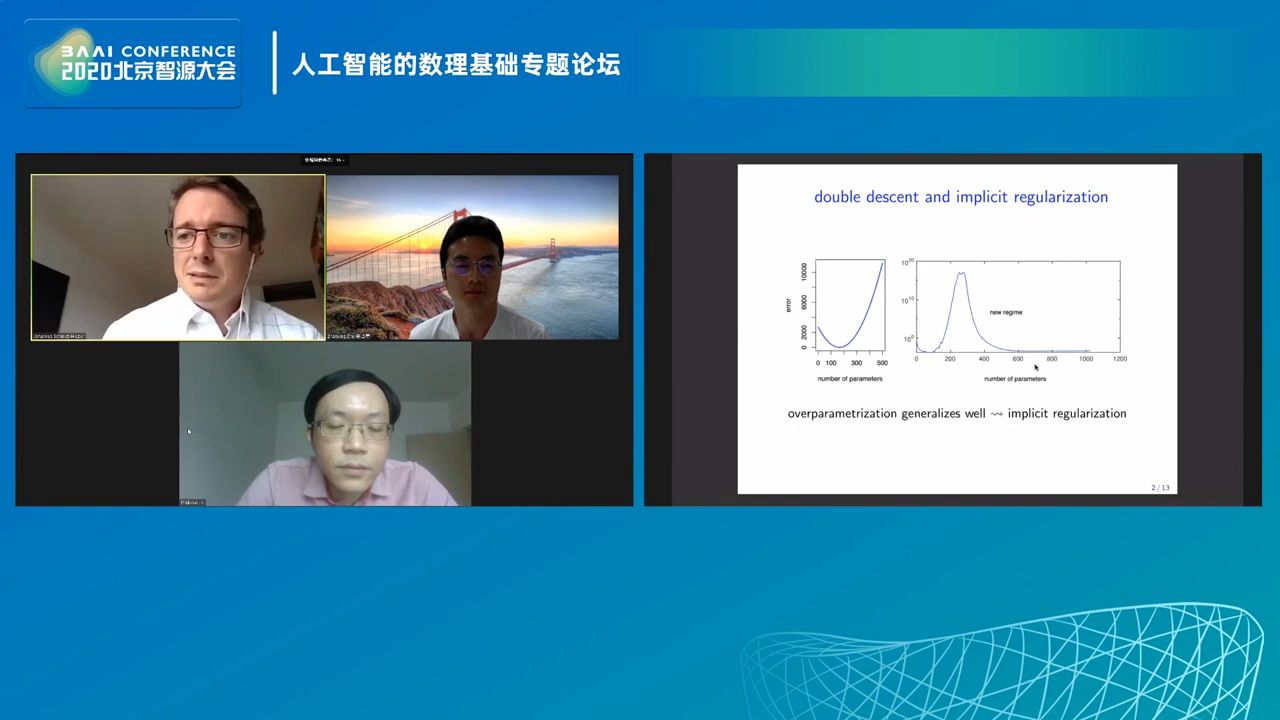 BAAI CONFERENCE
2020北京智源大会
人工智能的数理基础专题论坛
Johannes Schmidt-Hieber
double descent and implicit regularization
error
0 2000 6000 10000
0 100 300 500
number of parameters
10^20
10^10
10^0
new regime
0 200 400 600 800 1000 1200
number of parameters
overparametrization generalizes well ⇝ implicit regularization
2 / 13